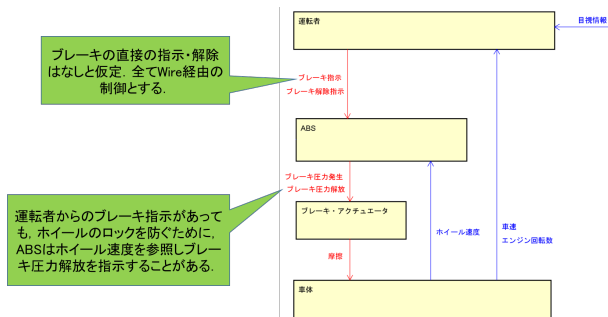 運転者
目視情報
ブレーキの直接の指示・解除
はなしと仮定．全てWire経由の
制御とする．
ブレーキ指示
ブレーキ解除指示
ABS
ブレーキ圧力発生
ブレーキ圧力解放
運転者からのブレーキ指示があって
も，ホイールのロックを防ぐために，
ABSはホイール速度を参照しブレー
キ圧力解放を指示することがある．
ブレーキ・アクチュエータ
ホイール速度
車速
エンジン回転数
摩擦
車体